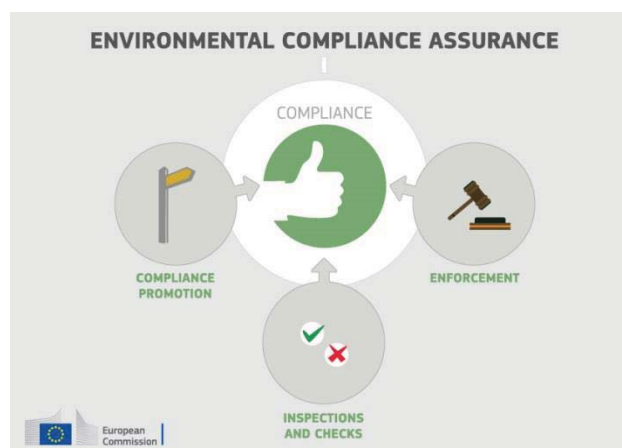 ENVIRONMENTAL COMPLIANCE ASSURANCE
COMPLIANCE
COMPLIANCE
PROMOTION
ENFORCEMENT
INSPECTIONS
AND CHECKS
European
Commission